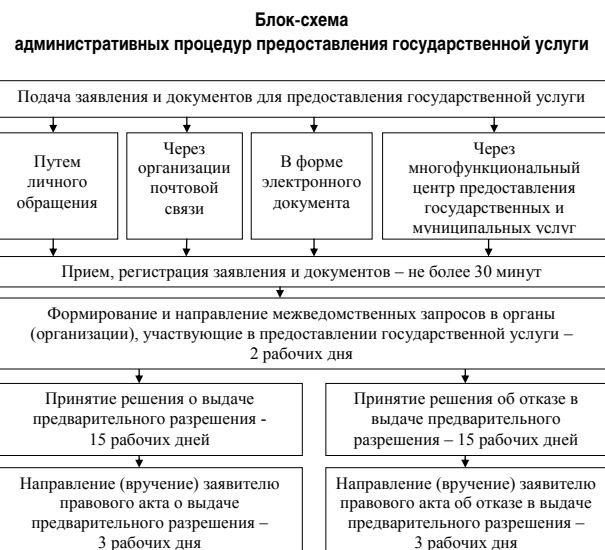 Блок-схема
административных процедур предоставления государственной услуги
Подача заявления и документов для предоставления государственной услуги
Путем
личного
обращения
Через
организации
почтовой
связи
В форме
электронного
документа
Через
многофункциональный
центр предоставления
государственных и
муниципальных услуг
Прием, регистрация заявления и документов – не более 30 минут
Формирование и направление межведомственных запросов в органы
(организации), участвующие в предоставлении государственной услуги –
2 рабочих дня
Принятие решения о выдаче
предварительного разрешения -
15 рабочих дней
Принятие решения об отказе в
выдаче предварительного
разрешения – 15 рабочих дней
Направление (вручение) заявителю
правового акта о выдаче
предварительного разрешения –
3 рабочих дня
Направление (вручение) заявителю
правового акта об отказе в выдаче
предварительного разрешения –
3 рабочих дня